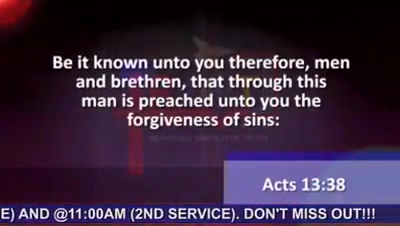 Be it known unto you therefore, men
and brethren, that through this
man is preached unto you the
forgiveness of sins:
Acts 13:38
E) AND @11:00AM (2ND SERVICE). DON'T MISS OUT!!!